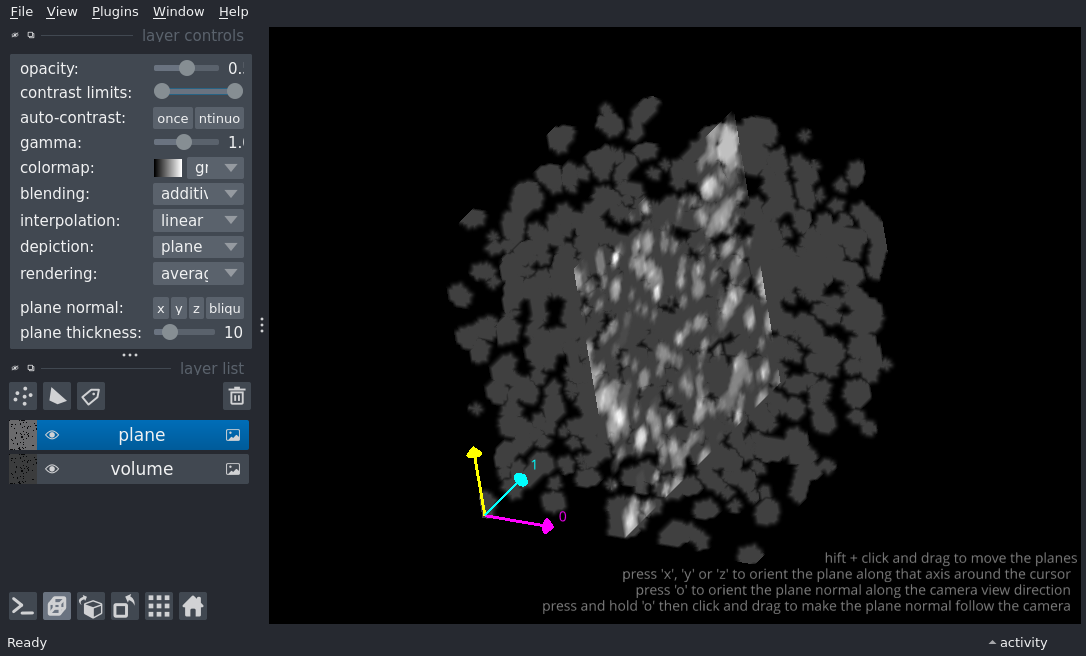 File View Plugins Window Help
layer controls
opacity: 0.
contrast limits:
auto-contrast: once ntinuo
gamma: 1.
colormap: gr
blending: additiv
interpolation: linear
depiction: plane
rendering: averag
plane normal: x y z bliqu
plane thickness: 10
layer list
plane
volume
1
0
hift + click and drag to move the planes
press 'x', 'y' or 'z' to orient the plane along that axis around the cursor
press 'o' to orient the plane normal along the camera view direction
press and hold 'o' then click and drag to make the plane normal follow the camera
Ready activity